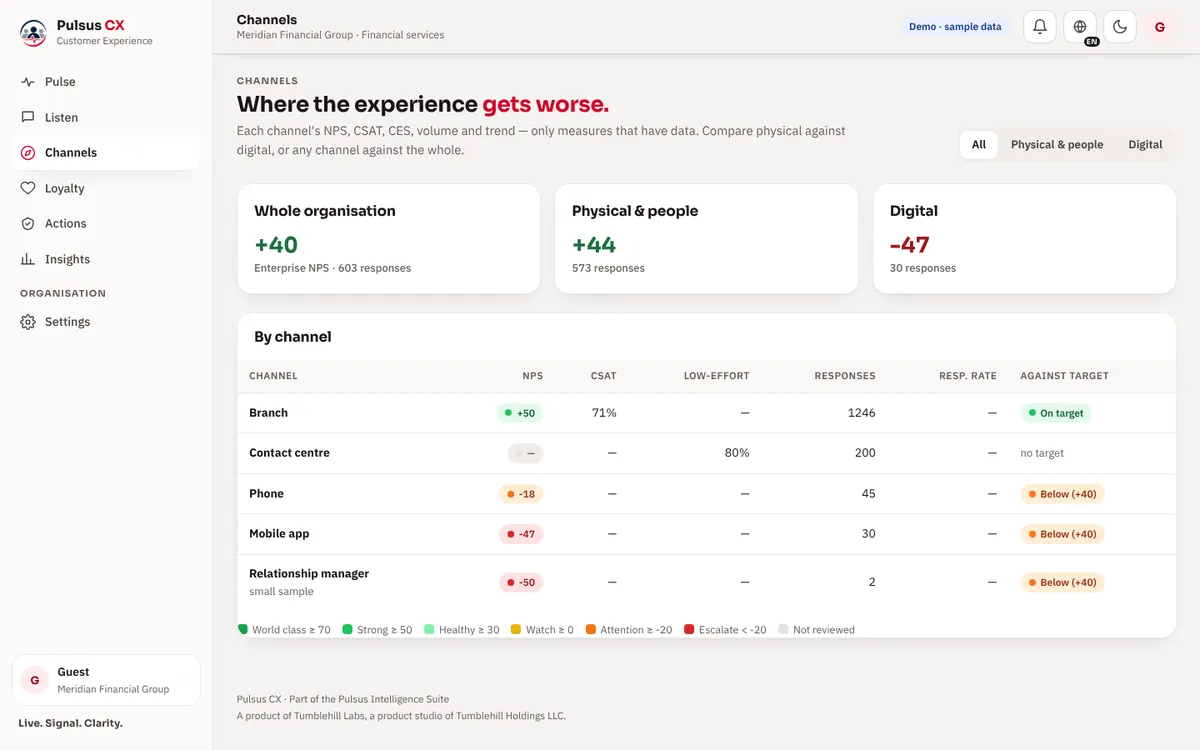 Pulsus CX
Customer Experience
Pulse
Listen
Channels
Loyalty
Actions
Insights
ORGANISATION
Settings
G
Guest
Meridian Financial Group
Live. Signal. Clarity.
Channels
Meridian Financial Group · Financial services
Demo · sample data
EN
G
CHANNELS
Where the experience gets worse.
Each channel's NPS, CSAT, CES, volume and trend — only measures that have data. Compare physical against
digital, or any channel against the whole.
All Physical & people Digital
Whole organisation
+40
Enterprise NPS · 603 responses
Physical & people
+44
573 responses
Digital
-47
30 responses
By channel
CHANNEL NPS CSAT LOW-EFFORT RESPONSES RESP. RATE AGAINST TARGET
Branch +50 71% — 1246 — On target
Contact centre — — 80% 200 — no target
Phone -18 — — 45 — Below (+40)
Mobile app -47 — — 30 — Below (+40)
Relationship manager -50 — — 2 — Below (+40)
small sample
World class ≥ 70 Strong ≥ 50 Healthy ≥ 30 Watch ≥ 0 Attention ≥ -20 Escalate < -20 Not reviewed
Pulsus CX · Part of the Pulsus Intelligence Suite
A product of Tumblehill Labs, a product studio of Tumblehill Holdings LLC.